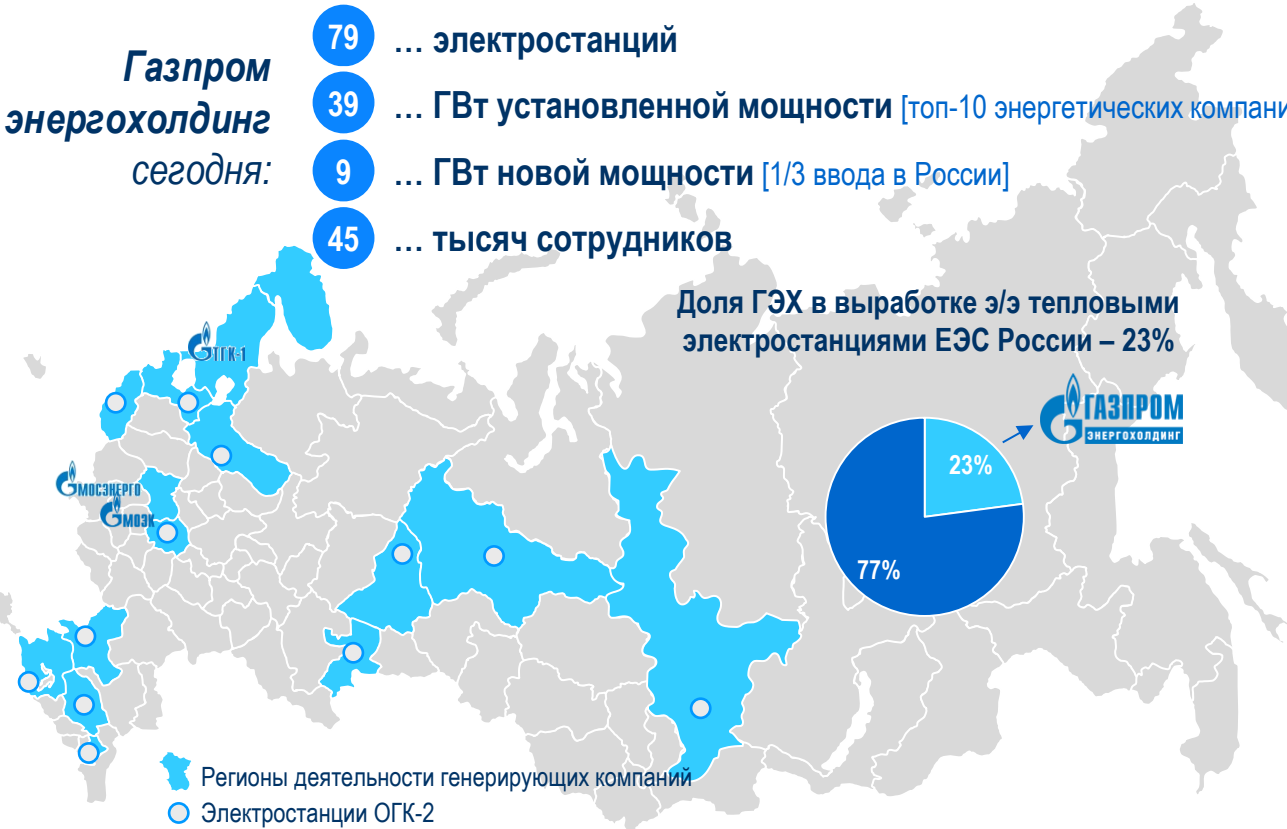 Газпром
энергохолдинг
сегодня:
79 … электростанций
39 … ГВт установленной мощности [топ-10 энергетических компани
9 … ГВт новой мощности [1/3 ввода в России]
45 … тысяч сотрудников
Доля ГЭХ в выработке э/э тепловыми
электростанциями ЕЭС России – 23%
ГАЗПРОМ
ЭНЕРГОХОЛДИНГ
23%
77%
ТГК-1
МОСЭНЕРГО
МОЭК
Регионы деятельности генерирующих компаний
Электростанции ОГК-2